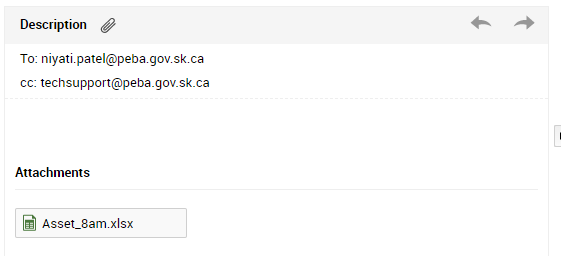 Description
To: niyati.patel@peba.gov.sk.ca
cc: techsupport@peba.gov.sk.ca
Attachments
Asset_8am.xlsx